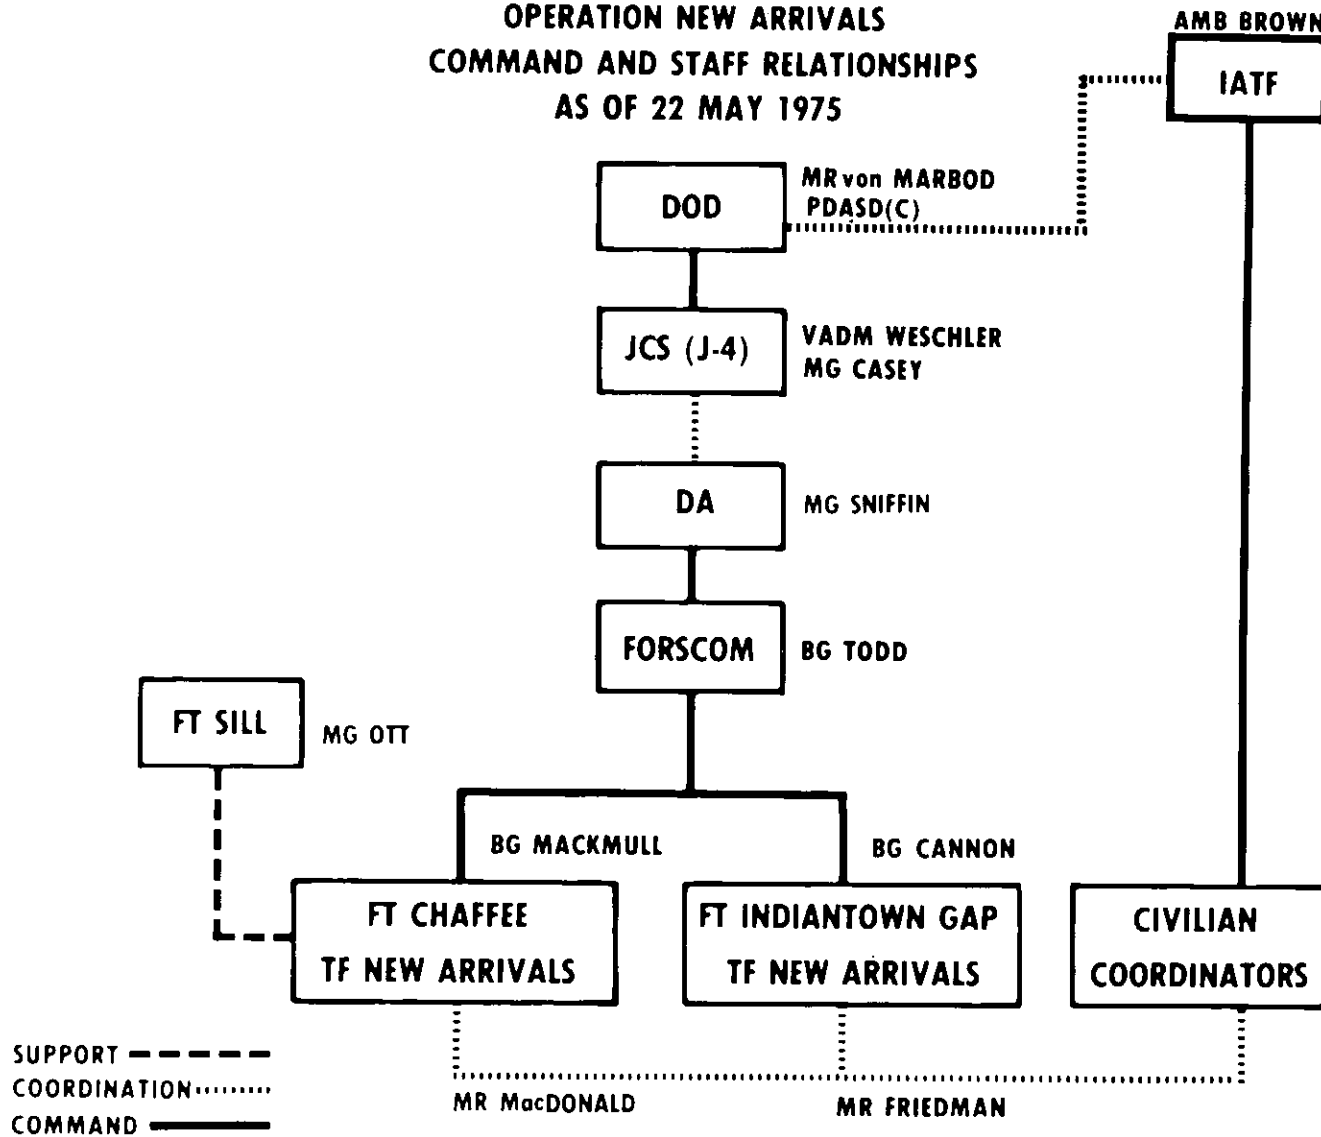 OPERATION NEW ARRIVALS
COMMAND AND STAFF RELATIONSHIPS
AS OF 22 MAY 1975
AMB BROWN
IATF
DOD
MR von MARBOD
PDASD(C)
JCS (J-4)
VADM WESCHLER
MG CASEY
DA
MG SNIFFIN
FORSCOM
BG TODD
FT SILL
MG OTT
BG MACKMULL
BG CANNON
FT CHAFFEE
TF NEW ARRIVALS
FT INDIANTOWN GAP
TF NEW ARRIVALS
CIVILIAN
COORDINATORS
SUPPORT
COORDINATION
COMMAND
MR MacDONALD
MR FRIEDMAN